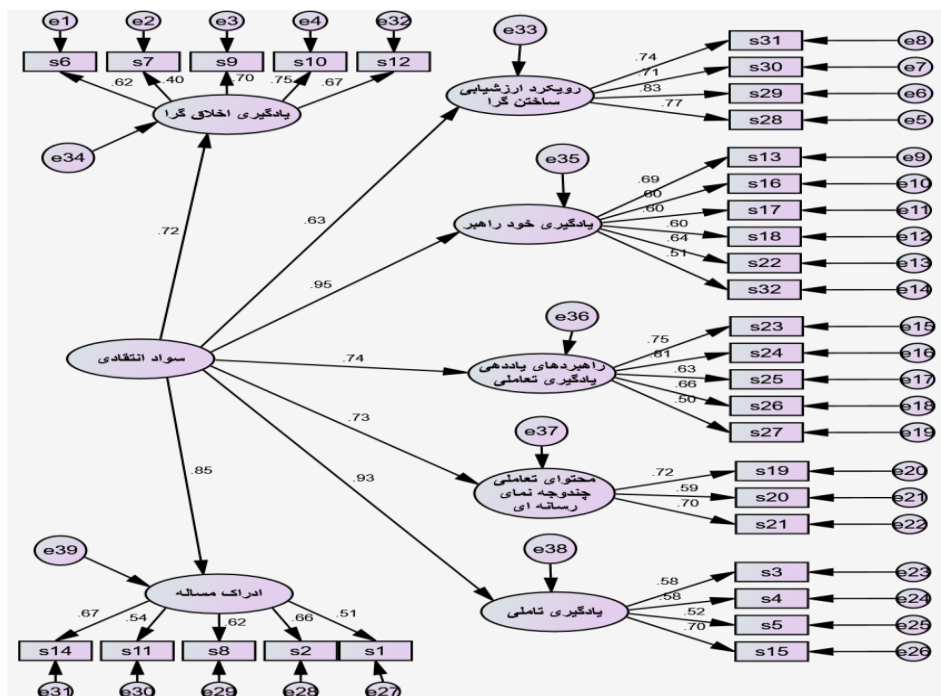 e1 e2 e3 e4 e32
s6 s7 s9 s10 s12
.62 .40 .70 .75 .67
یادگیری اخلاق گرا
e34
.72
e33
رویکرد ارزشیابی
ساختن گرا
.63
.74 s31 e8
.71 s30 e7
.83 s29 e6
.77 s28 e5
e35
یادگیری خود راهبر
.95
.69 s13 e9
.60 s16 e10
.60 s17 e11
.60 s18 e12
.64 s22 e13
.51 s32 e14
سواد انتقادی
e36
راهبردهای یاددهی
یادگیری تعاملی
.74
.75 s23 e15
.81 s24 e16
.63 s25 e17
.66 s26 e18
.50 s27 e19
e37
محتوای تعاملی
چندوجه نمای
رسانه ای
.73
.72 s19 e20
.59 s20 e21
.70 s21 e22
e38
یادگیری تاملی
.93
.58 s3 e23
.58 s4 e24
.52 s5 e25
.70 s15 e26
.85
e39
ادراک مساله
.67 .54 .62 .66 .51
s14 s11 s8 s2 s1
e31 e30 e29 e28 e27